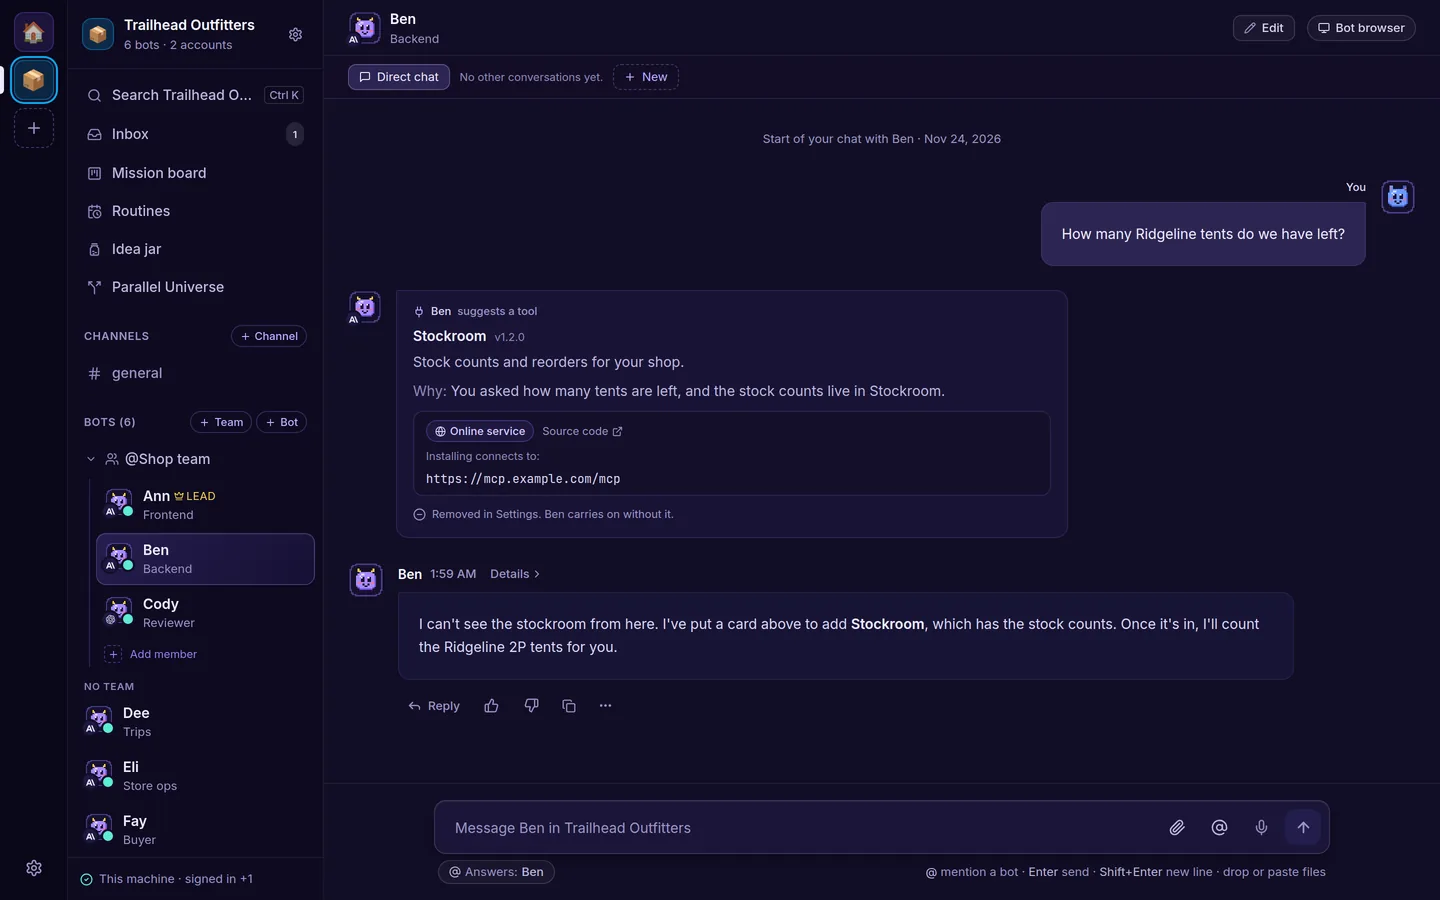 Trailhead Outfitters
6 bots · 2 accounts
Search Trailhead O... Ctrl K
Inbox 1
Mission board
Routines
Idea jar
Parallel Universe
CHANNELS + Channel
# general
BOTS (6) + Team + Bot
@Shop team
Ann LEAD
Frontend
Ben
Backend
Cody
Reviewer
+ Add member
NO TEAM
Dee
Trips
Eli
Store ops
Fay
Buyer
This machine · signed in +1
Ben
Backend
Edit
Bot browser
Direct chat No other conversations yet. + New
Start of your chat with Ben · Nov 24, 2026
You
How many Ridgeline tents do we have left?
Ben suggests a tool
Stockroom v1.2.0
Stock counts and reorders for your shop.
Why: You asked how many tents are left, and the stock counts live in Stockroom.
Online service Source code
Installing connects to:
https://mcp.example.com/mcp
Removed in Settings. Ben carries on without it.
Ben 1:59 AM Details >
I can't see the stockroom from here. I've put a card above to add Stockroom, which has the stock counts. Once it's in, I'll count
the Ridgeline 2P tents for you.
Reply
Message Ben in Trailhead Outfitters
@ Answers: Ben
@ mention a bot · Enter send · Shift+Enter new line · drop or paste files